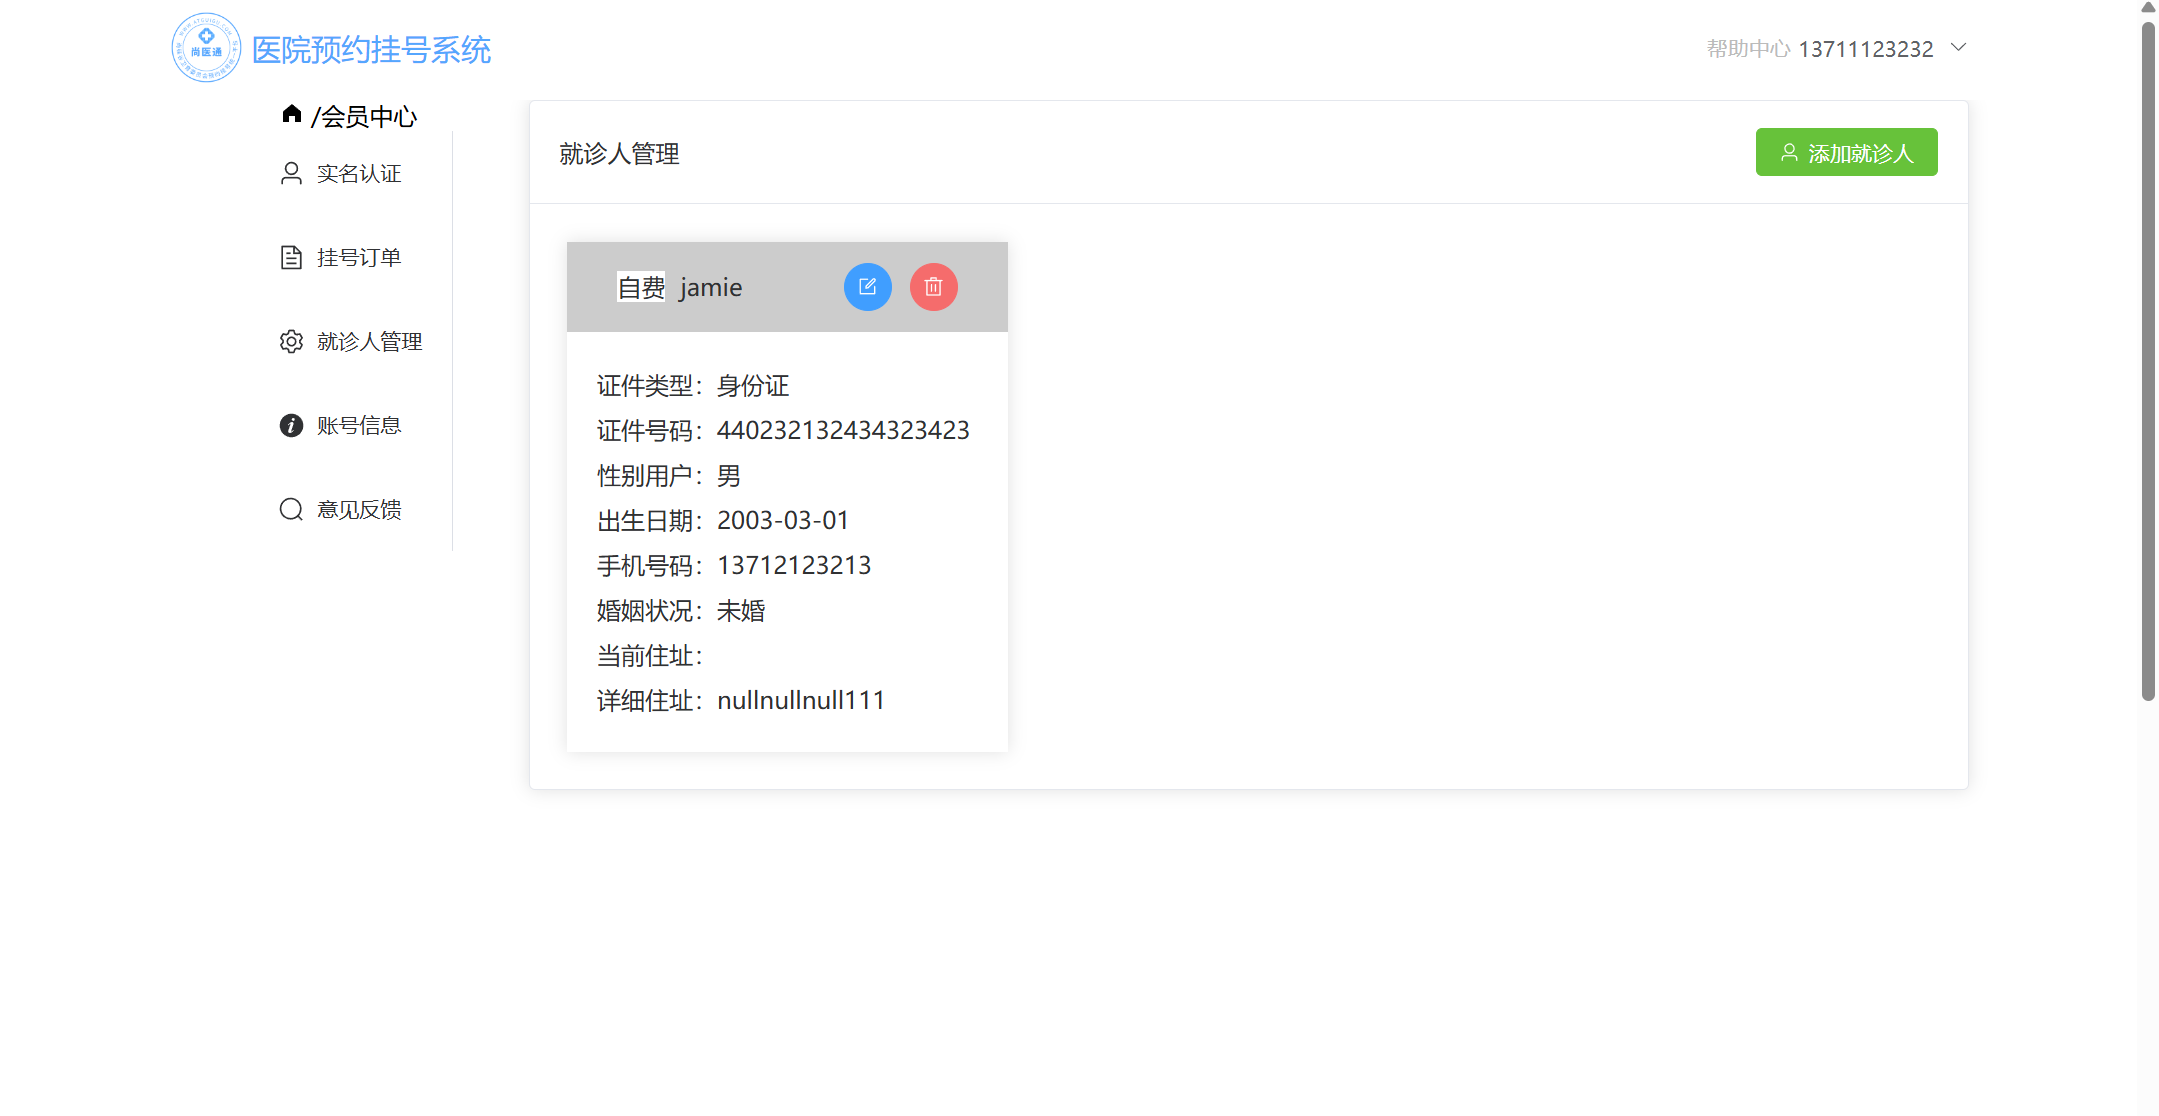 尚医通
医院预约挂号系统
帮助中心 13711123232
/会员中心
实名认证
挂号订单
就诊人管理
账号信息
意见反馈
就诊人管理
添加就诊人
自费 jamie
证件类型：身份证
证件号码：440232132434323423
性别用户：男
出生日期：2003-03-01
手机号码：13712123213
婚姻状况：未婚
当前住址：
详细住址：nullnullnull111